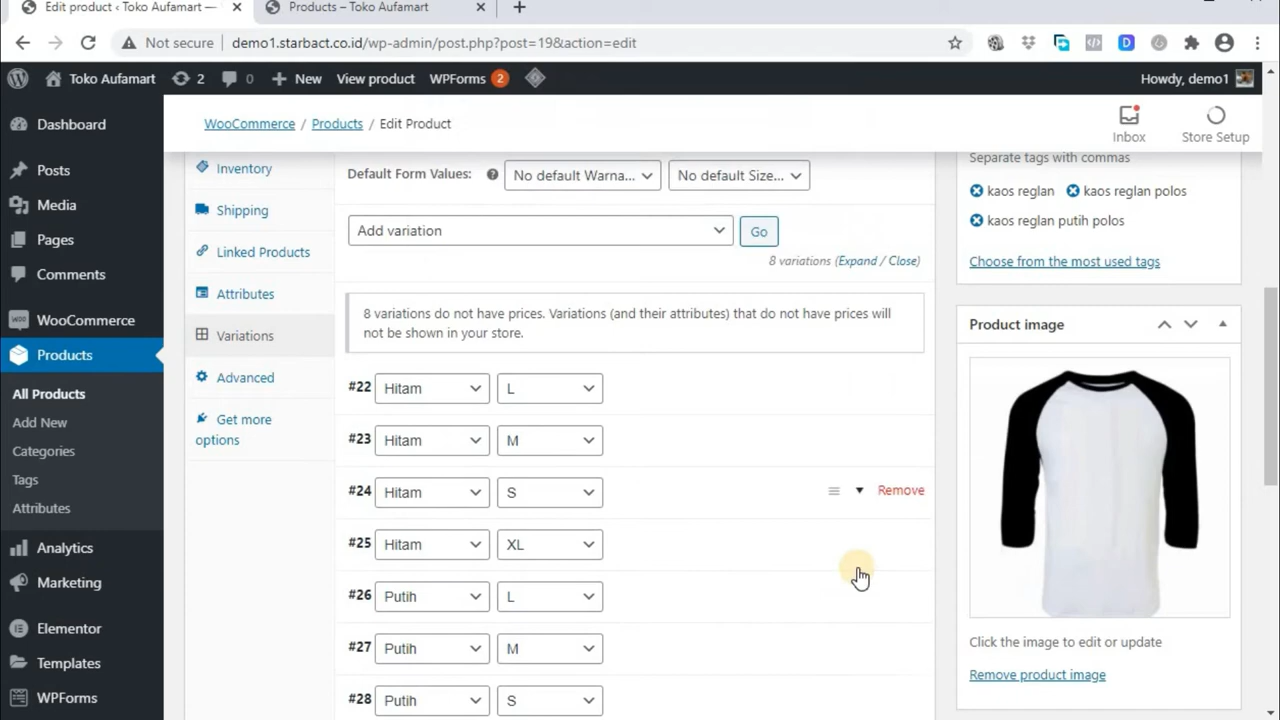 Edit product ‹ Toko Aufamart —
Products – Toko Aufamart
Not secure
demo1.starbact.co.id/wp-admin/post.php?post=19&action=edit
Toko Aufamart
2
0
New
View product
WPForms 2
Howdy, demo1
Dashboard
Posts
Media
Pages
Comments
WooCommerce
Products
All Products
Add New
Categories
Tags
Attributes
Analytics
Marketing
Elementor
Templates
WPForms
WooCommerce / Products / Edit Product
Inbox
Store Setup
Inventory
Shipping
Linked Products
Attributes
Variations
Advanced
Get more
options
Default Form Values:
No default Warna...
No default Size...
Add variation
Go
8 variations (Expand / Close)
8 variations do not have prices. Variations (and their attributes) that do not have prices will
not be shown in your store.
#22 Hitam L
#23 Hitam M
#24 Hitam S Remove
#25 Hitam XL
#26 Putih L
#27 Putih M
#28 Putih S
Separate tags with commas
kaos reglan
kaos reglan polos
kaos reglan putih polos
Choose from the most used tags
Product image
Click the image to edit or update
Remove product image